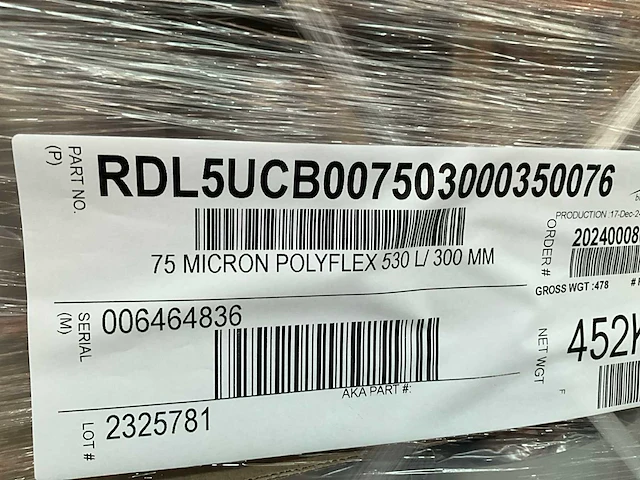 PART NO.
(P)
RDL5UCB007503000350076
75 MICRON POLYFLEX 530 L/ 300 MM
SERIAL
(M)
006464836
AKA PART #:
LOT #
2325781
PRODUCTION :17-Dec-2
ORDER#
20240008
GROSS WGT :478
NET WGT
452K
F